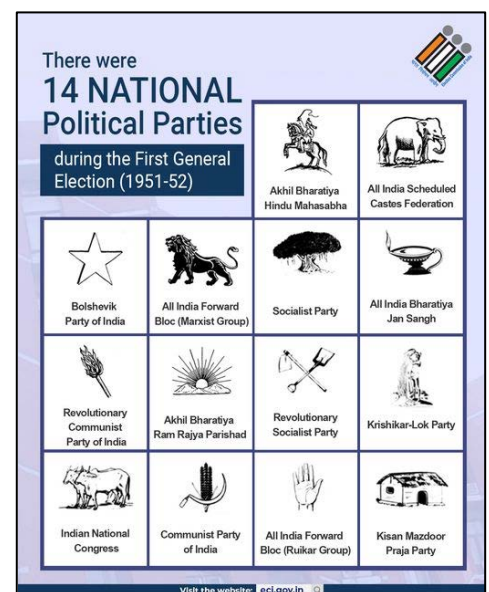 There were
14 NATIONAL
Political Parties
during the First General
Election (1951-52)
Akhil Bharatiya
Hindu Mahasabha
All India Scheduled
Castes Federation
Bolshevik
Party of India
All India Forward
Bloc (Marxist Group)
Socialist Party
All India Bharatiya
Jan Sangh
Revolutionary
Communist
Party of India
Akhil Bharatiya
Ram Rajya Parishad
Revolutionary
Socialist Party
Krishikar-Lok Party
Indian National
Congress
Communist Party
of India
All India Forward
Bloc (Ruikar Group)
Kisan Mazdoor
Praja Party
Visit the website: eci.gov.in